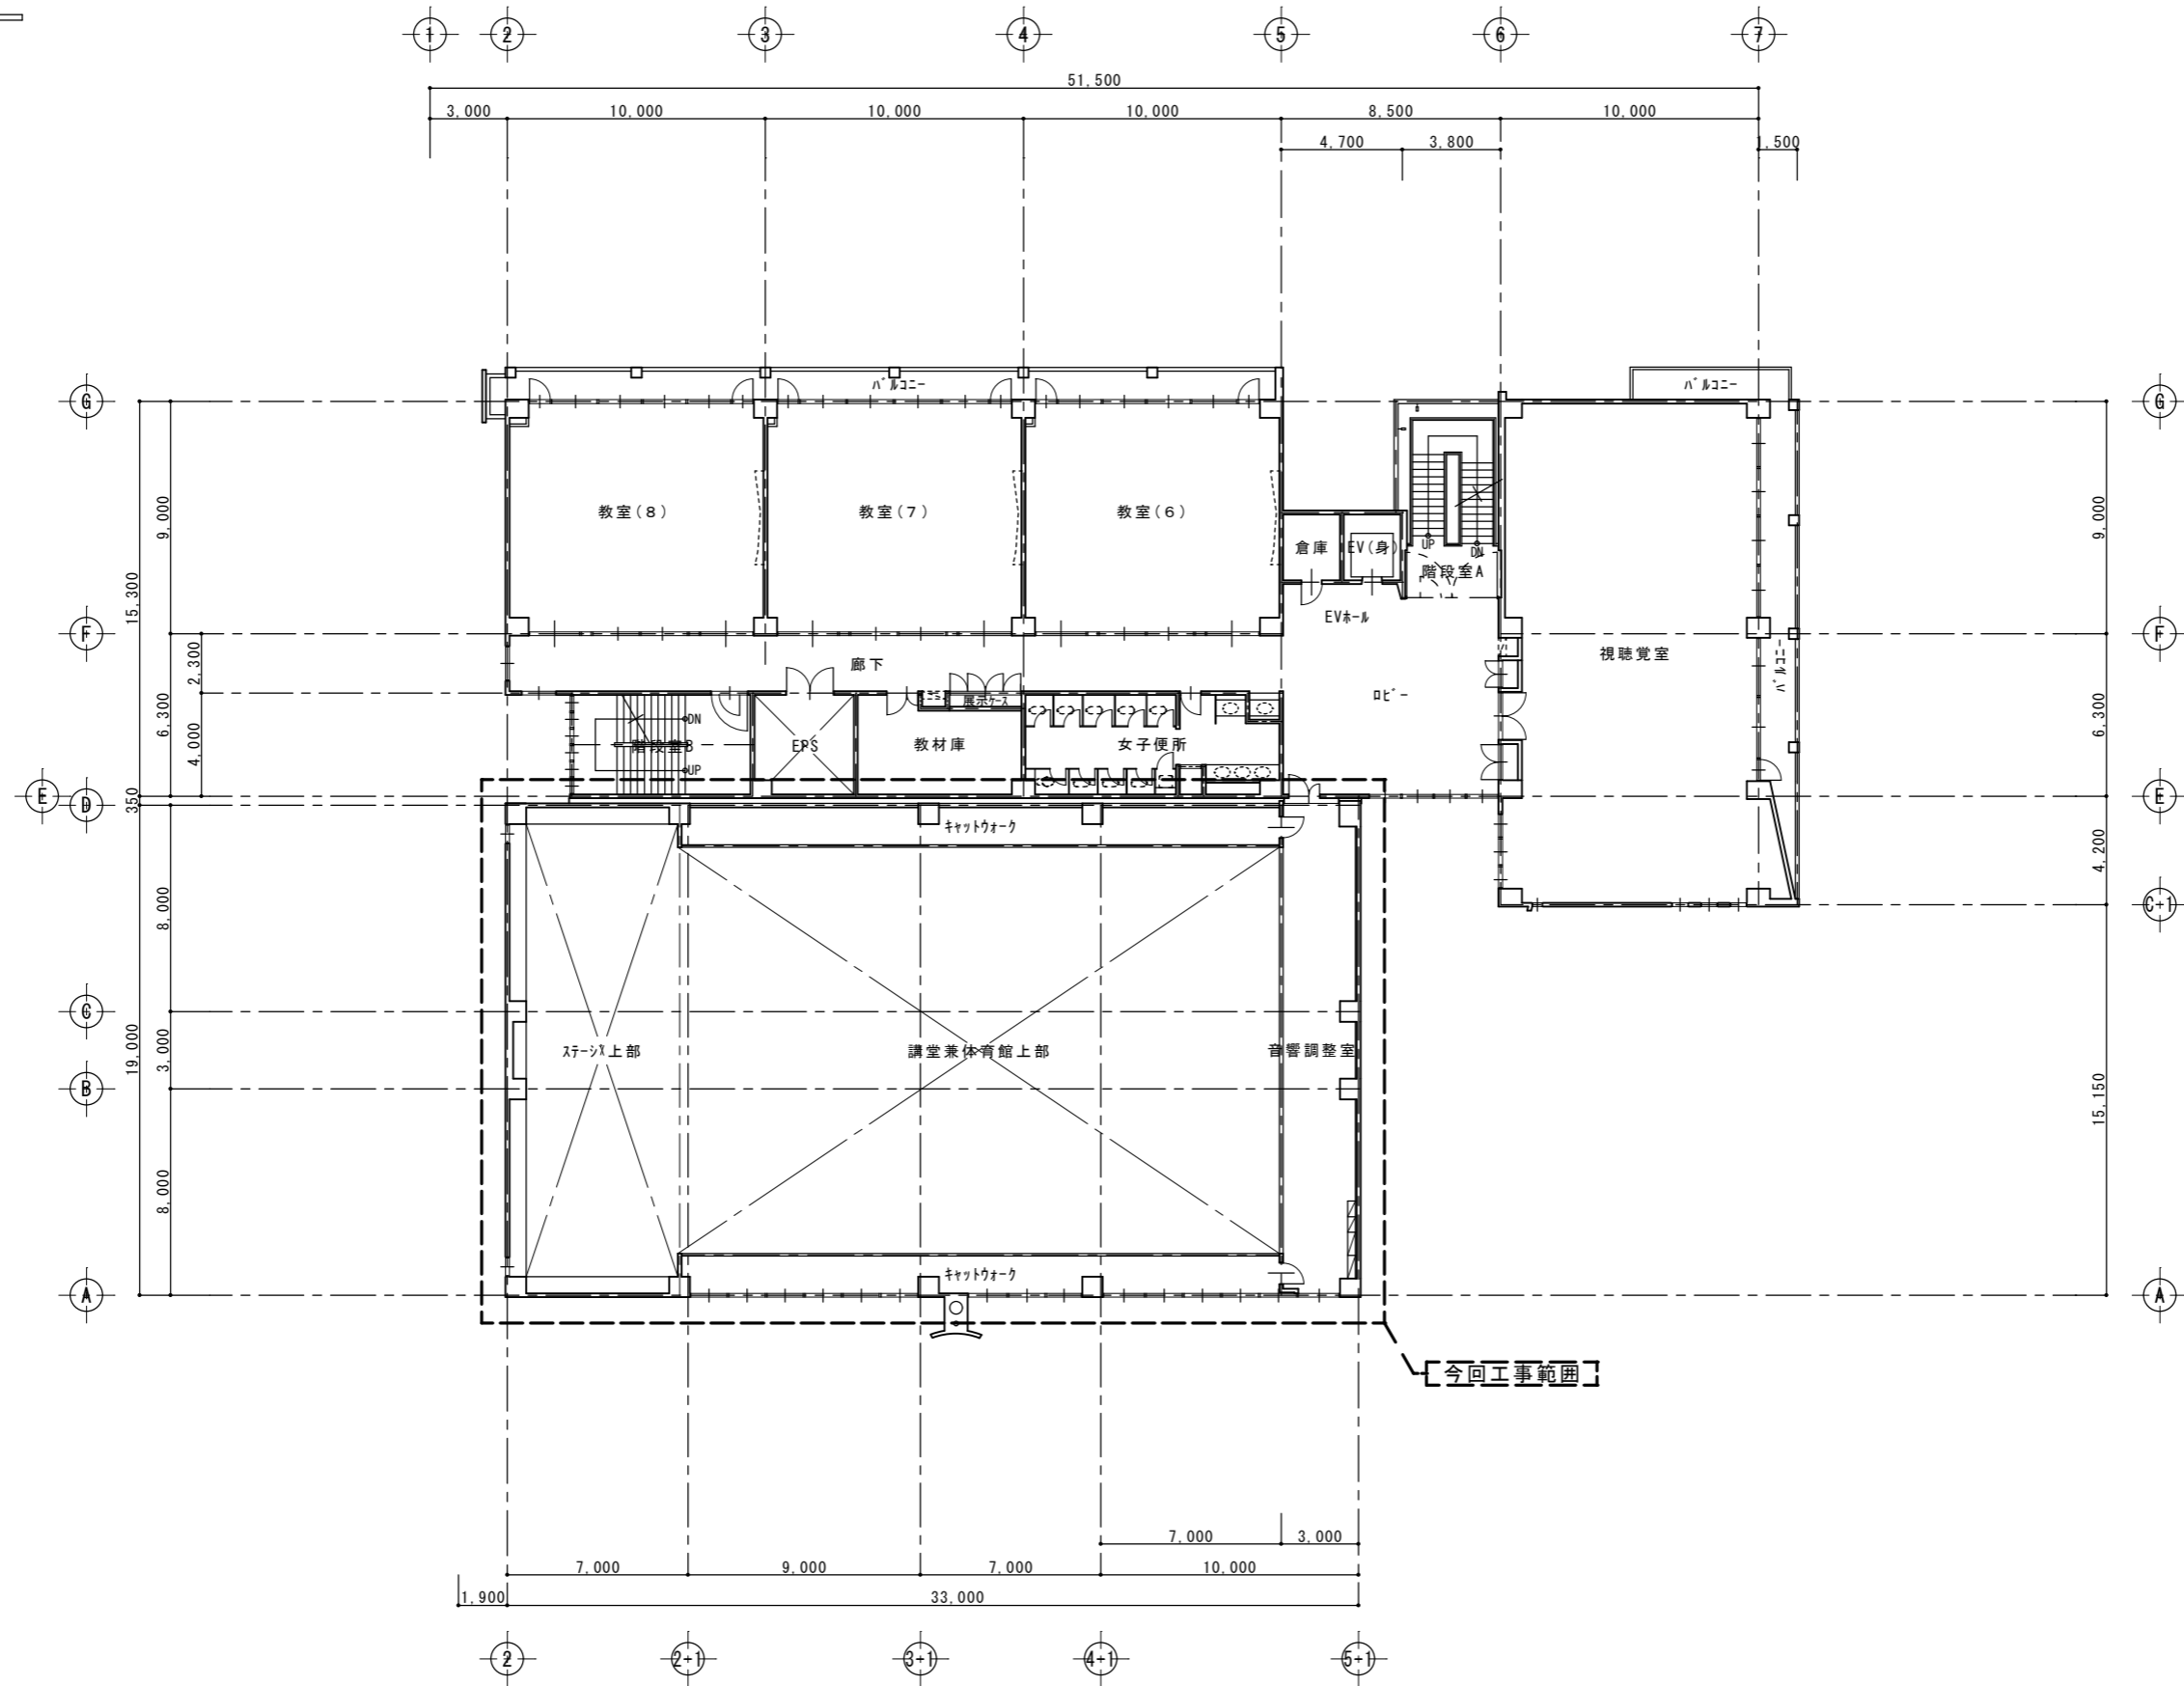 1 2 3 4 5 6 7
51,500
3,000 10,000 10,000 10,000 8,500 10,000
4,700 3,800 1,500
G バルコニー バルコニー G
9,000 9,000
教室(8) 教室(7) 教室(6)
倉庫 EV(身) UP DN
階段室A
15,300
EVホール
F F
2,300 廊下 視聴覚室
バルコニー
ロビー
6,300 展示ケース 6,300
DN
4,000 階段室B EPS 教材庫 女子便所
UP
E D E
350
キャットウォーク
4,200
8,000
C+1
C
19,000 3,000 ステージ上部 講堂兼体育館上部 音響調整室
B
15,150
8,000
キャットウォーク
A A
今回工事範囲
7,000 3,000
7,000 9,000 7,000 10,000
1,900 33,000
2 2+1 3+1 4+1 5+1